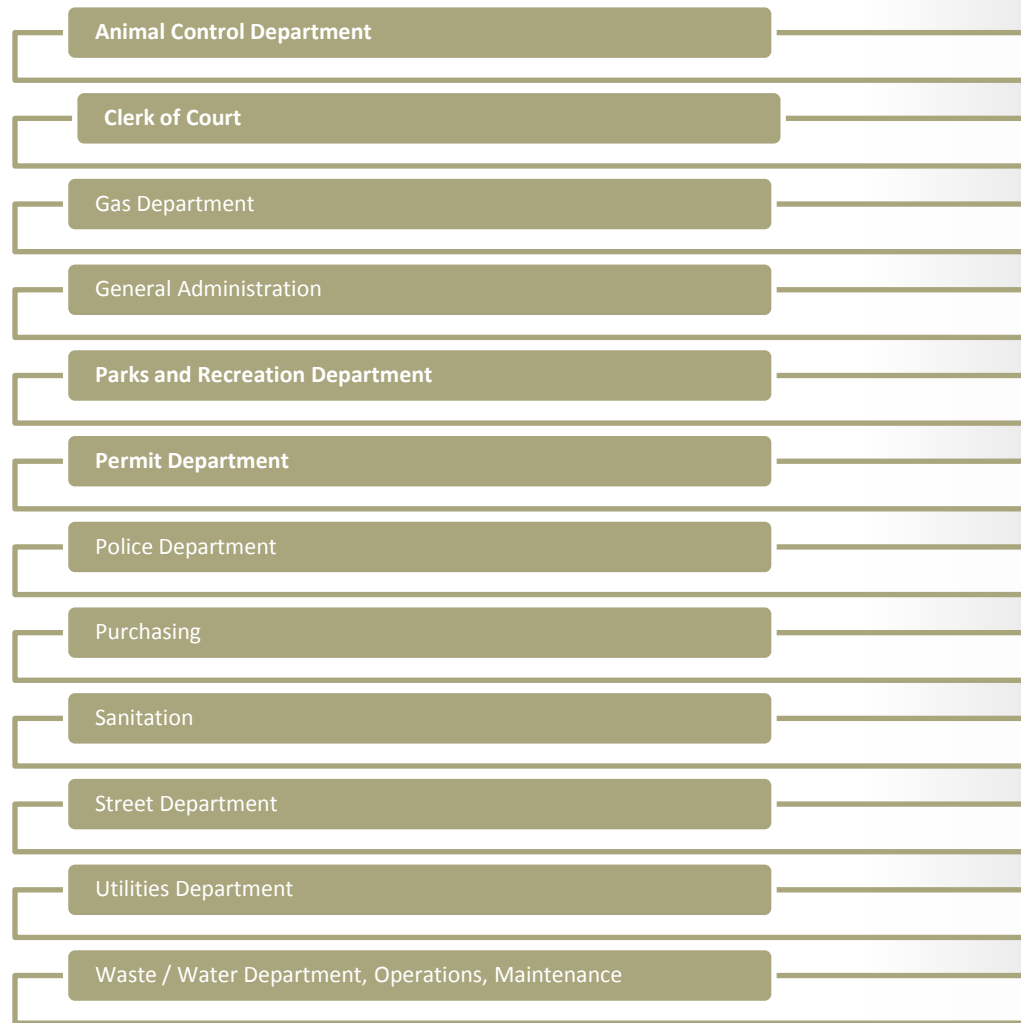 Animal Control Department
Clerk of Court
Gas Department
General Administration
Parks and Recreation Department
Permit Department
Police Department
Purchasing
Sanitation
Street Department
Utilities Department
Waste / Water Department, Operations, Maintenance